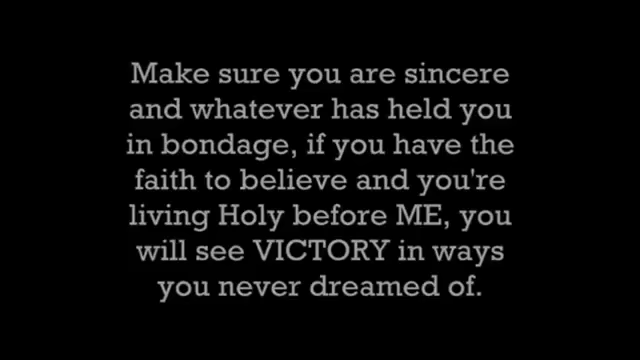 Make sure you are sincere
and whatever has held you
in bondage, if you have the
faith to believe and you're
living Holy before ME, you
will see VICTORY in ways
you never dreamed of.